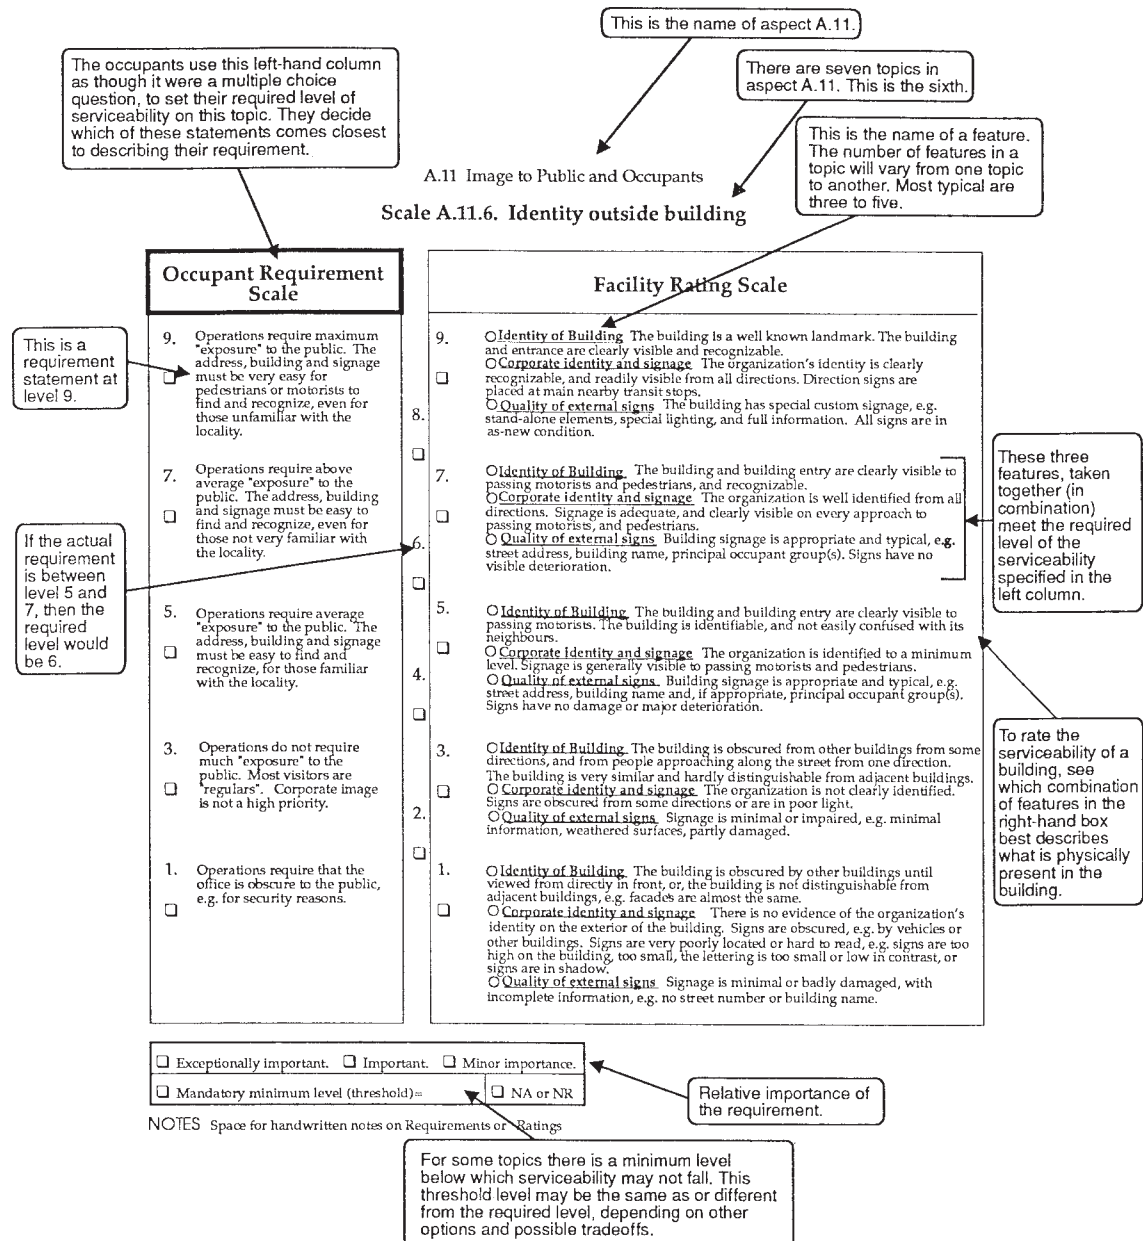 This is the name of aspect A.11.
The occupants use this left-hand column
as though it were a multiple choice
question, to set their required level of
serviceability on this topic. They decide
which of these statements comes closest
to describing their requirement.
There are seven topics in
aspect A.11. This is the sixth.
This is the name of a feature.
The number of features in a
topic will vary from one topic
to another. Most typical are
three to five.
A.11 Image to Public and Occupants
Scale A.11.6. Identity outside building
Occupant Requirement
Scale
Facility Rating Scale
This is a
requirement
statement at
level 9.
9. Operations require maximum
"exposure" to the public. The
address, building and signage
must be very easy for
pedestrians or motorists to
find and recognize, even for
those unfamiliar with the
locality.
8.
7. Operations require above
average "exposure" to the
public. The address, building
and signage must be easy to
find and recognize, even for
those not very familiar with
the locality.
6.
If the actual
requirement
is between
level 5 and
7, then the
required
level would
be 6.
5. Operations require average
"exposure" to the public. The
address, building and signage
must be easy to find and
recognize, for those familiar
with the locality.
4.
3. Operations do not require
much "exposure" to the
public. Most visitors are
"regulars". Corporate image
is not a high priority.
2.
1. Operations require that the
office is obscure to the public,
e.g. for security reasons.
9. Identity of Building The building is a well known landmark. The building
and entrance are clearly visible and recognizable.
Corporate identity and signage The organization's identity is clearly
recognizable, and readily visible from all directions. Direction signs are
placed at main nearby transit stops.
Quality of external signs The building has special custom signage, e.g.
stand-alone elements, special lighting, and full information. All signs are in
as-new condition.
7. Identity of Building The building and building entry are clearly visible to
passing motorists and pedestrians, and recognizable.
Corporate identity and signage The organization is well identified from all
directions. Signage is adequate, and clearly visible on every approach to
passing motorists, and pedestrians.
Quality of external signs Building signage is appropriate and typical, e.g.
street address, building name, principal occupant group(s). Signs have no
visible deterioration.
5. Identity of Building The building and building entry are clearly visible to
passing motorists. The building is identifiable, and not easily confused with its
neighbours.
Corporate identity and signage The organization is identified to a minimum
level. Signage is generally visible to passing motorists and pedestrians.
Quality of external signs Building signage is appropriate and typical, e.g.
street address, building name and, if appropriate, principal occupant group(s).
Signs have no damage or major deterioration.
3. Identity of Building The building is obscured from other buildings from some
directions, and from people approaching along the street from one direction.
The building is very similar and hardly distinguishable from adjacent buildings.
Corporate identity and signage The organization is not clearly identified.
Signs are obscured from some directions or are in poor light.
Quality of external signs Signage is minimal or impaired, e.g. minimal
information, weathered surfaces, partly damaged.
1. Identity of Building The building is obscured by other buildings until
viewed from directly in front, or, the building is not distinguishable from
adjacent buildings, e.g. facades are almost the same.
Corporate identity and signage There is no evidence of the organization's
identity on the exterior of the building. Signs are obscured, e.g. by vehicles or
other buildings. Signs are very poorly located or hard to read, e.g. signs are too
high on the building, too small, the lettering is too small or low in contrast, or
signs are in shadow.
Quality of external signs Signage is minimal or badly damaged, with
incomplete information, e.g. no street number or building name.
These three
features, taken
together (in
combination)
meet the required
level of the
serviceability
specified in the
left column.
To rate the
serviceability of a
building, see
which combination
of features in the
right-hand box
best describes
what is physically
present in the
building.
Exceptionally important. Important. Minor importance.
Mandatory minimum level (threshold)= NA or NR
Relative importance of
the requirement.
NOTES Space for handwritten notes on Requirements or Ratings
For some topics there is a minimum level
below which serviceability may not fall. This
threshold level may be the same as or different
from the required level, depending on other
options and possible tradeoffs.